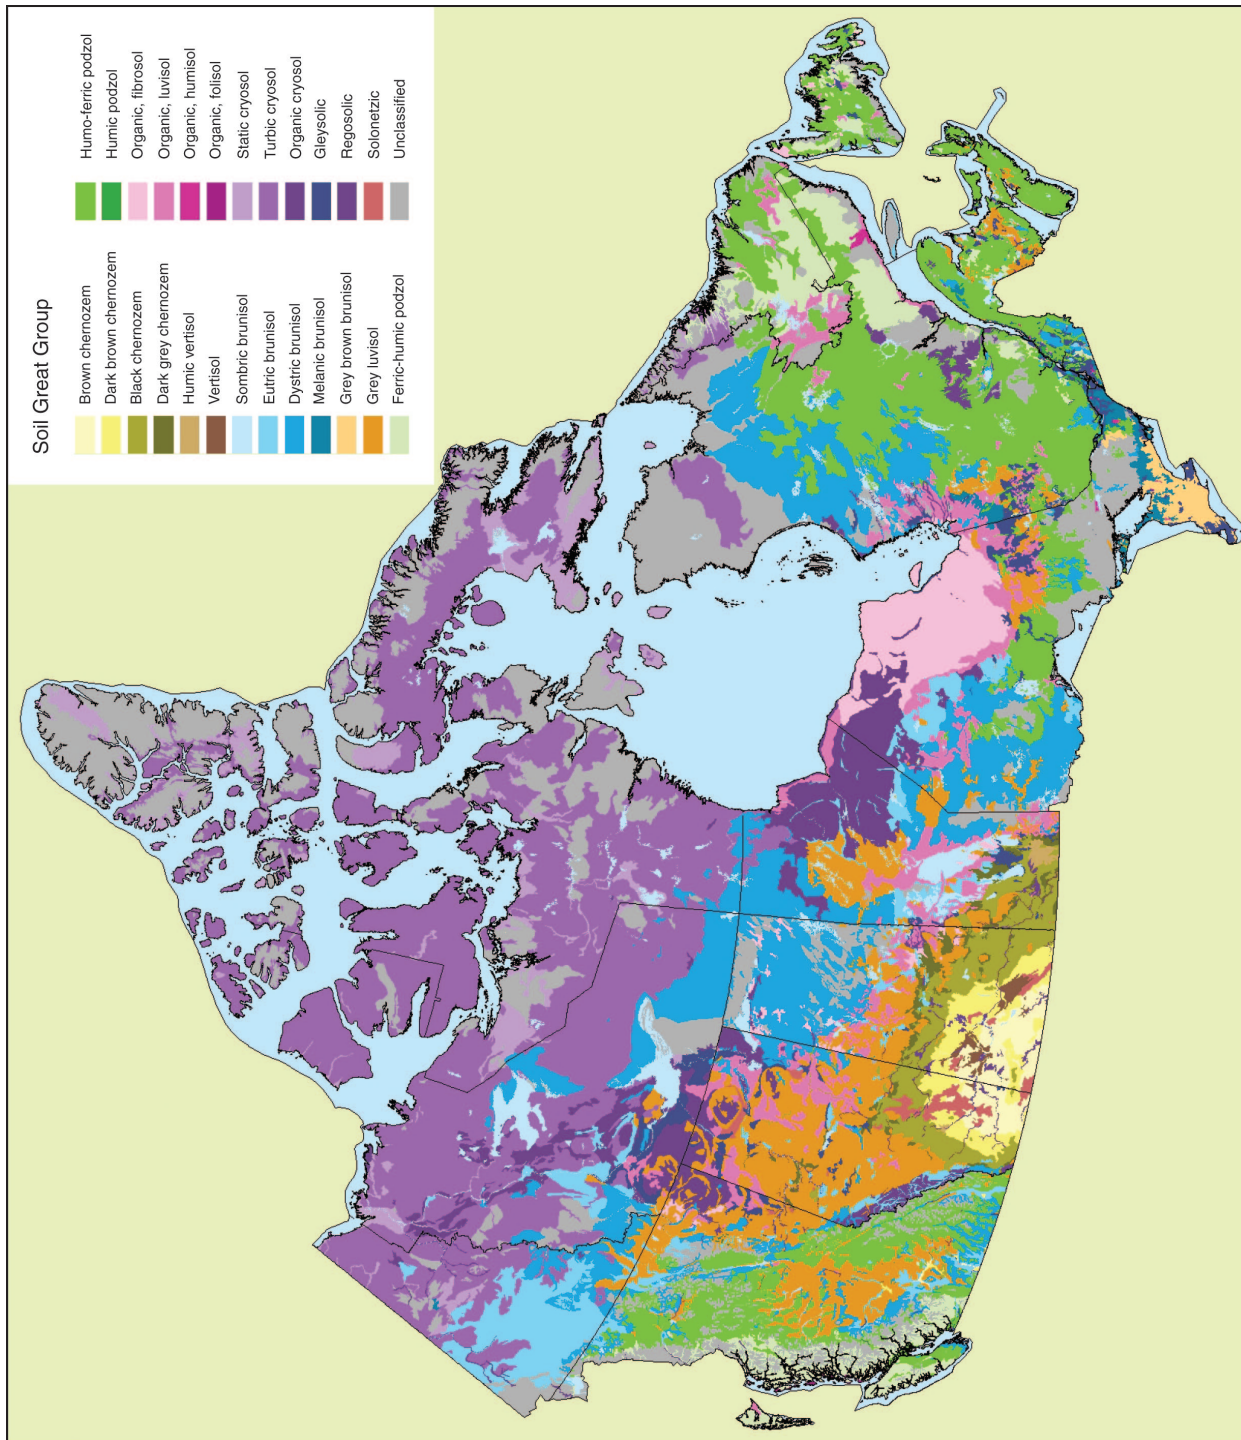 Soil Great Group
Brown chernozem
Dark brown chernozem
Black chernozem
Dark grey chernozem
Humic vertisol
Vertisol
Sombric brunisol
Eutric brunisol
Dystric brunisol
Melanic brunisol
Grey brown brunisol
Grey luvisol
Ferric-humic podzol
Humo-ferric podzol
Humic podzol
Organic, fibrosol
Organic, luvisol
Organic, humisol
Organic, folisol
Static cryosol
Turbic cryosol
Organic cryosol
Gleysolic
Regosolic
Solonetzic
Unclassified